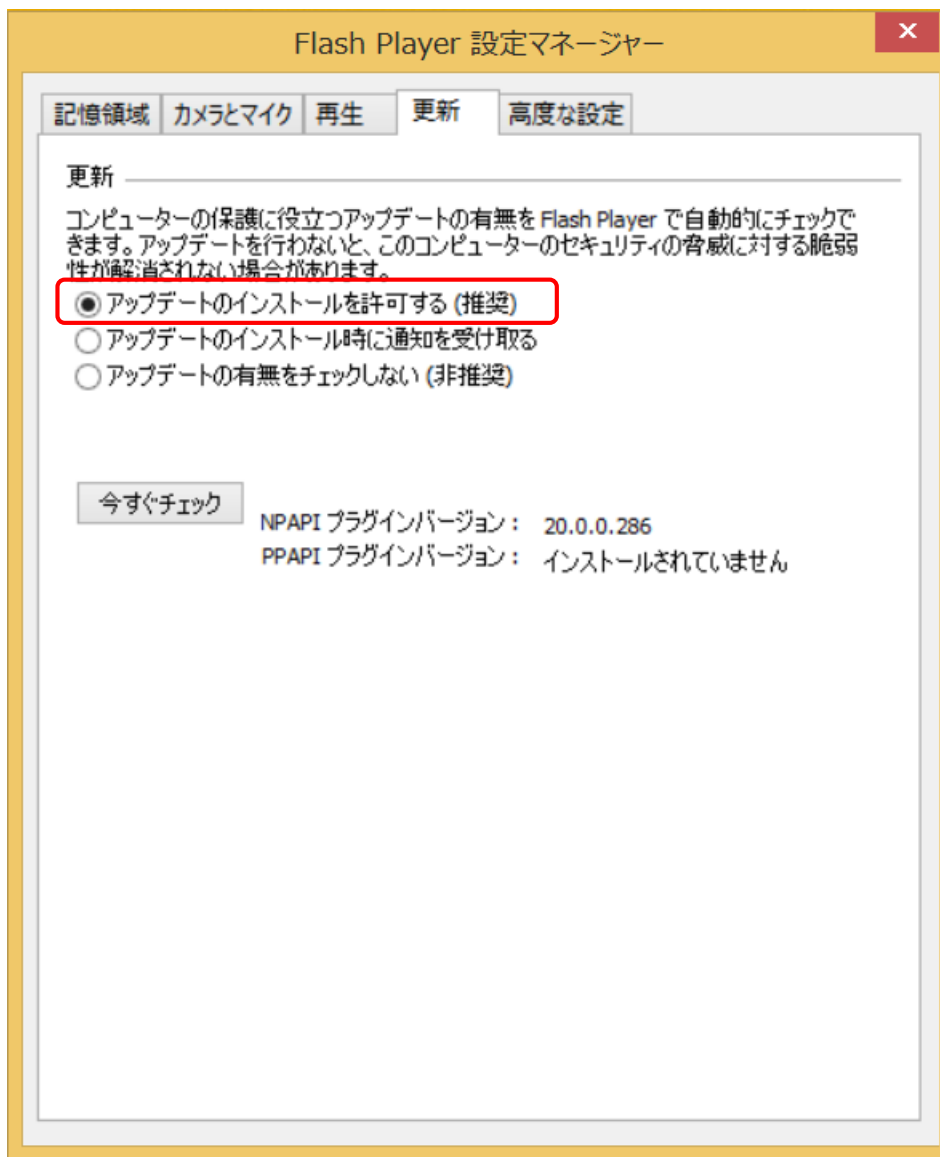 Flash Player 設定マネージャー
記憶領域 カメラとマイク 再生 更新 高度な設定
更新
コンピューターの保護に役立つアップデートの有無を Flash Player で自動的にチェックで
きます。アップデートを行わないと、このコンピューターのセキュリティの脅威に対する脆弱
性が解消されない場合があります。
アップデートのインストールを許可する (推奨)
アップデートのインストール時に通知を受け取る
アップデートの有無をチェックしない (非推奨)
今すぐチェック
NPAPI プラグインバージョン : 20.0.0.286
PPAPI プラグインバージョン : インストールされていません